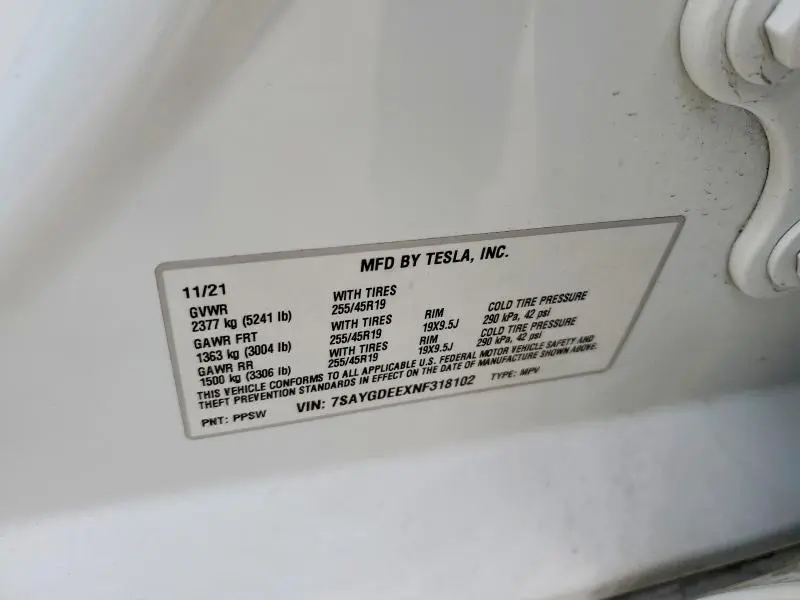 MFD BY TESLA, INC.
11/21
GVWR WITH TIRES
2377 kg (5241 lb) 255/45R19 RIM COLD TIRE PRESSURE
GAWR FRT WITH TIRES 19X9.5J 290 kPa, 42 psi
1363 kg (3004 lb) 255/45R19 RIM COLD TIRE PRESSURE
GAWR RR WITH TIRES 19X9.5J 290 kPa, 42 psi
1500 kg (3306 lb) 255/45R19
THIS VEHICLE CONFORMS TO ALL APPLICABLE U.S. FEDERAL MOTOR VEHICLE SAFETY AND
THEFT PREVENTION STANDARDS IN EFFECT ON THE DATE OF MANUFACTURE SHOWN ABOVE.
PNT: PPSW VIN: 7SAYGDEEXNF318102 TYPE: MPV